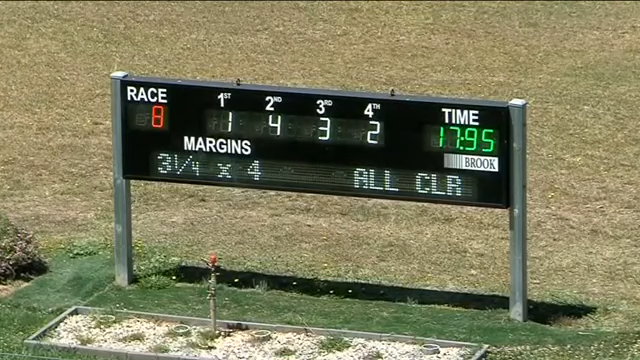 RACE 1ST 2ND 3RD 4TH TIME
8 1 4 3 2 17:95
MARGINS BROOK
3 1/4 x 4 ALL CLR